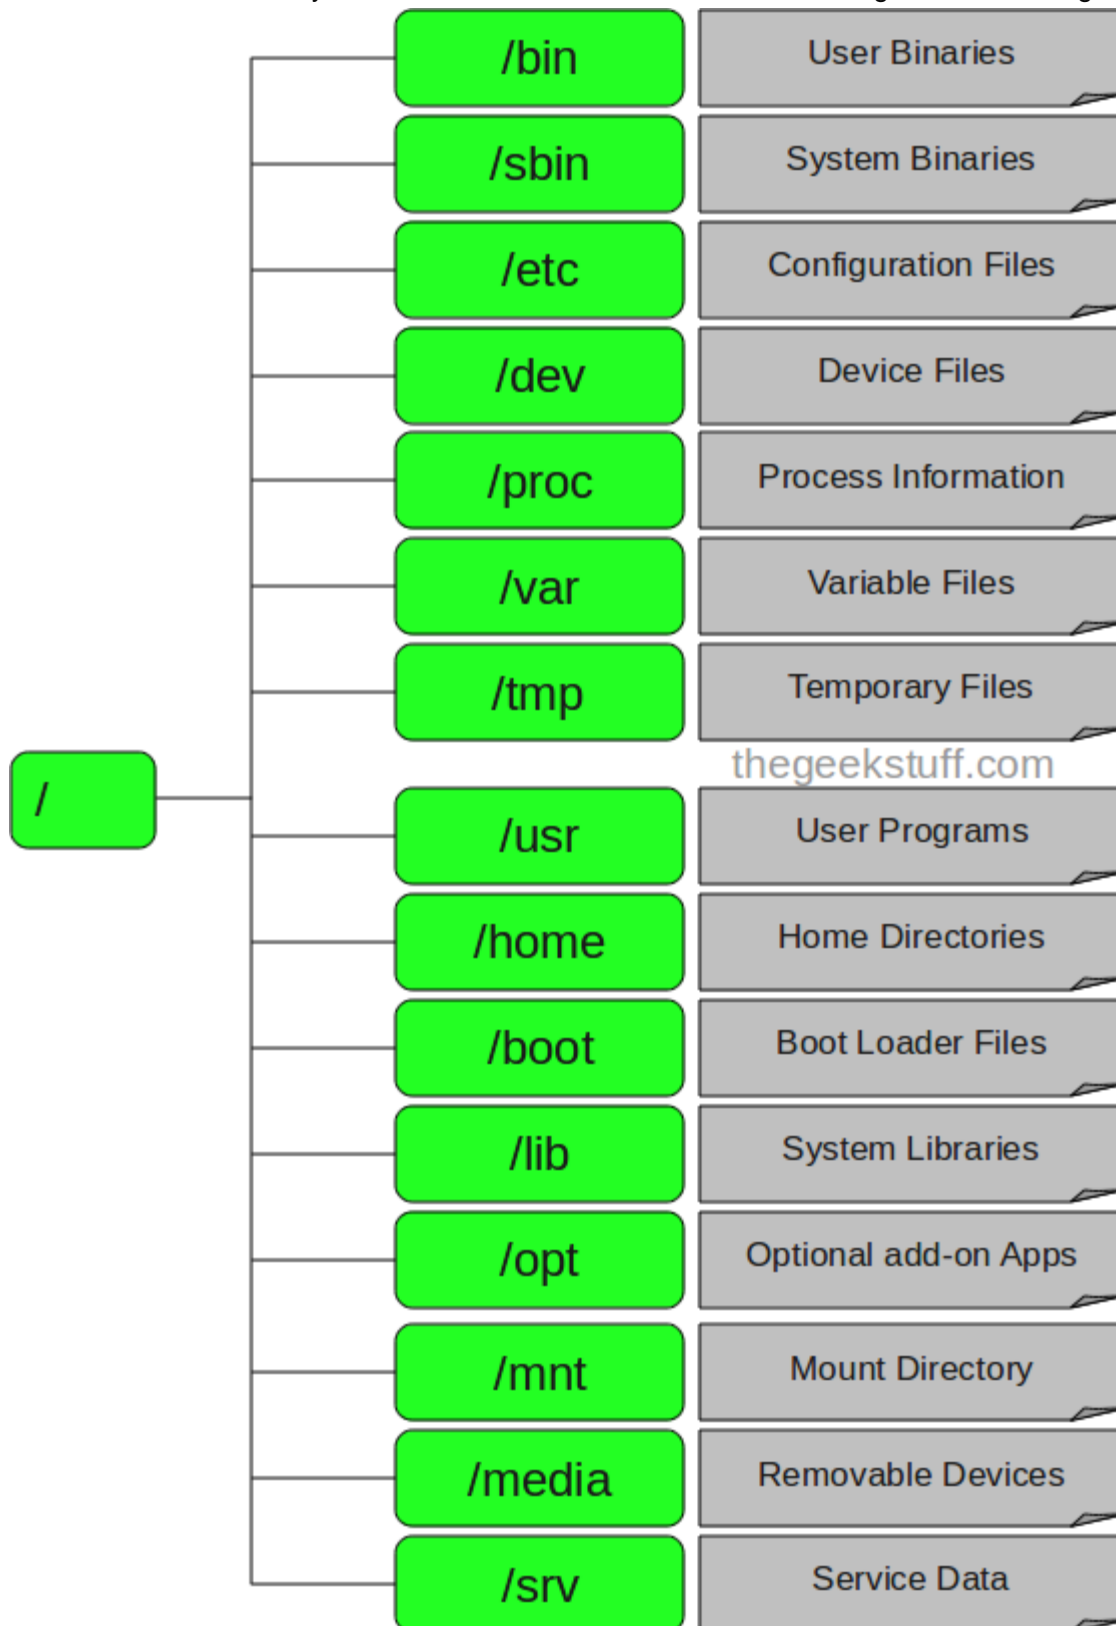 /bin User Binaries
/sbin System Binaries
/etc Configuration Files
/dev Device Files
/proc Process Information
/var Variable Files
/tmp Temporary Files
thegeekstuff.com
/
/usr User Programs
/home Home Directories
/boot Boot Loader Files
/lib System Libraries
/opt Optional add-on Apps
/mnt Mount Directory
/media Removable Devices
/srv Service Data